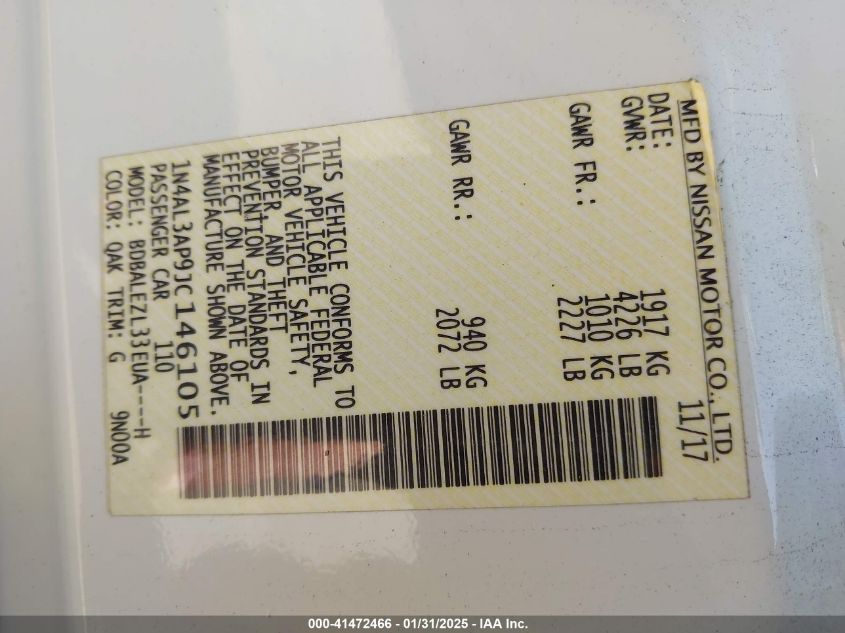 MFD BY NISSAN MOTOR CO., LTD.
DATE: 11/17
GVWR: 1917 KG
4226 LB
GAWR FR.: 1010 KG
2227 LB
GAWR RR.: 940 KG
2072 LB
THIS VEHICLE CONFORMS TO
ALL APPLICABLE FEDERAL
MOTOR VEHICLE SAFETY,
BUMPER, AND THEFT
PREVENTION STANDARDS IN
EFFECT ON THE DATE OF
MANUFACTURE SHOWN ABOVE.
1N4AL3AP9JC146105
PASSENGER CAR 110
MODEL: BDBALEZL33EUA----H
COLOR: QAK TRIM: G 9N00A
000-41472466 - 01/31/2025 - IAA Inc.